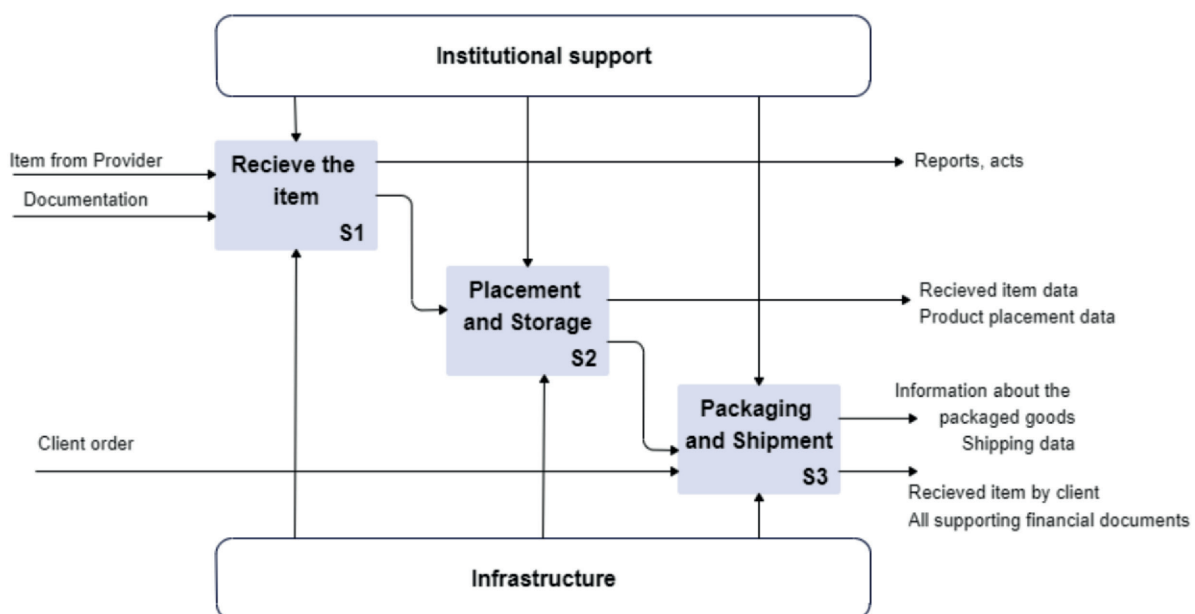 Institutional support
Item from Provider
Documentation
Recieve the
item
S1
Reports, acts
Placement
and Storage
S2
Recieved item data
Product placement data
Client order
Packaging
and Shipment
S3
Information about the
packaged goods
Shipping data
Recieved item by client
All supporting financial documents
Infrastructure